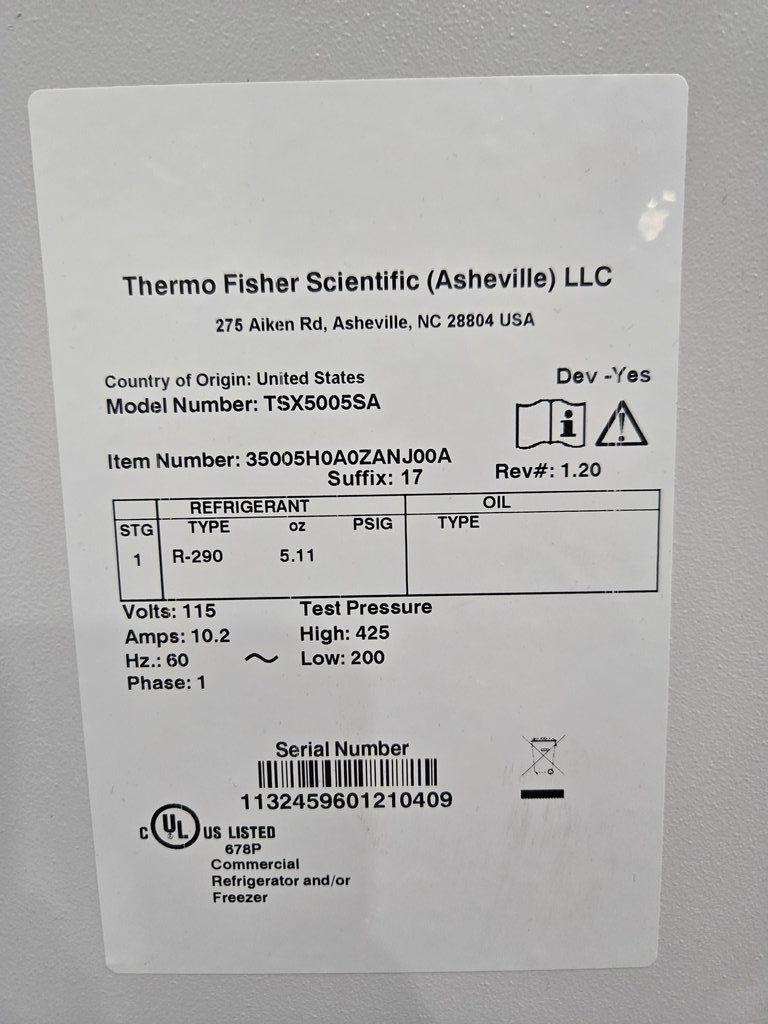 Thermo Fisher Scientific (Asheville) LLC
275 Aiken Rd, Asheville, NC 28804 USA
Country of Origin: United States
Dev -Yes
Model Number: TSX5005SA
Item Number: 35005H0A0ZANJ00A
Suffix: 17
Rev#: 1.20
REFRIGERANT OIL
STG TYPE oz PSIG TYPE
1 R-290 5.11
Volts: 115 Test Pressure
Amps: 10.2 High: 425
Hz.: 60 ~ Low: 200
Phase: 1
Serial Number
1132459601210409
C UL US LISTED
678P
Commercial
Refrigerator and/or
Freezer